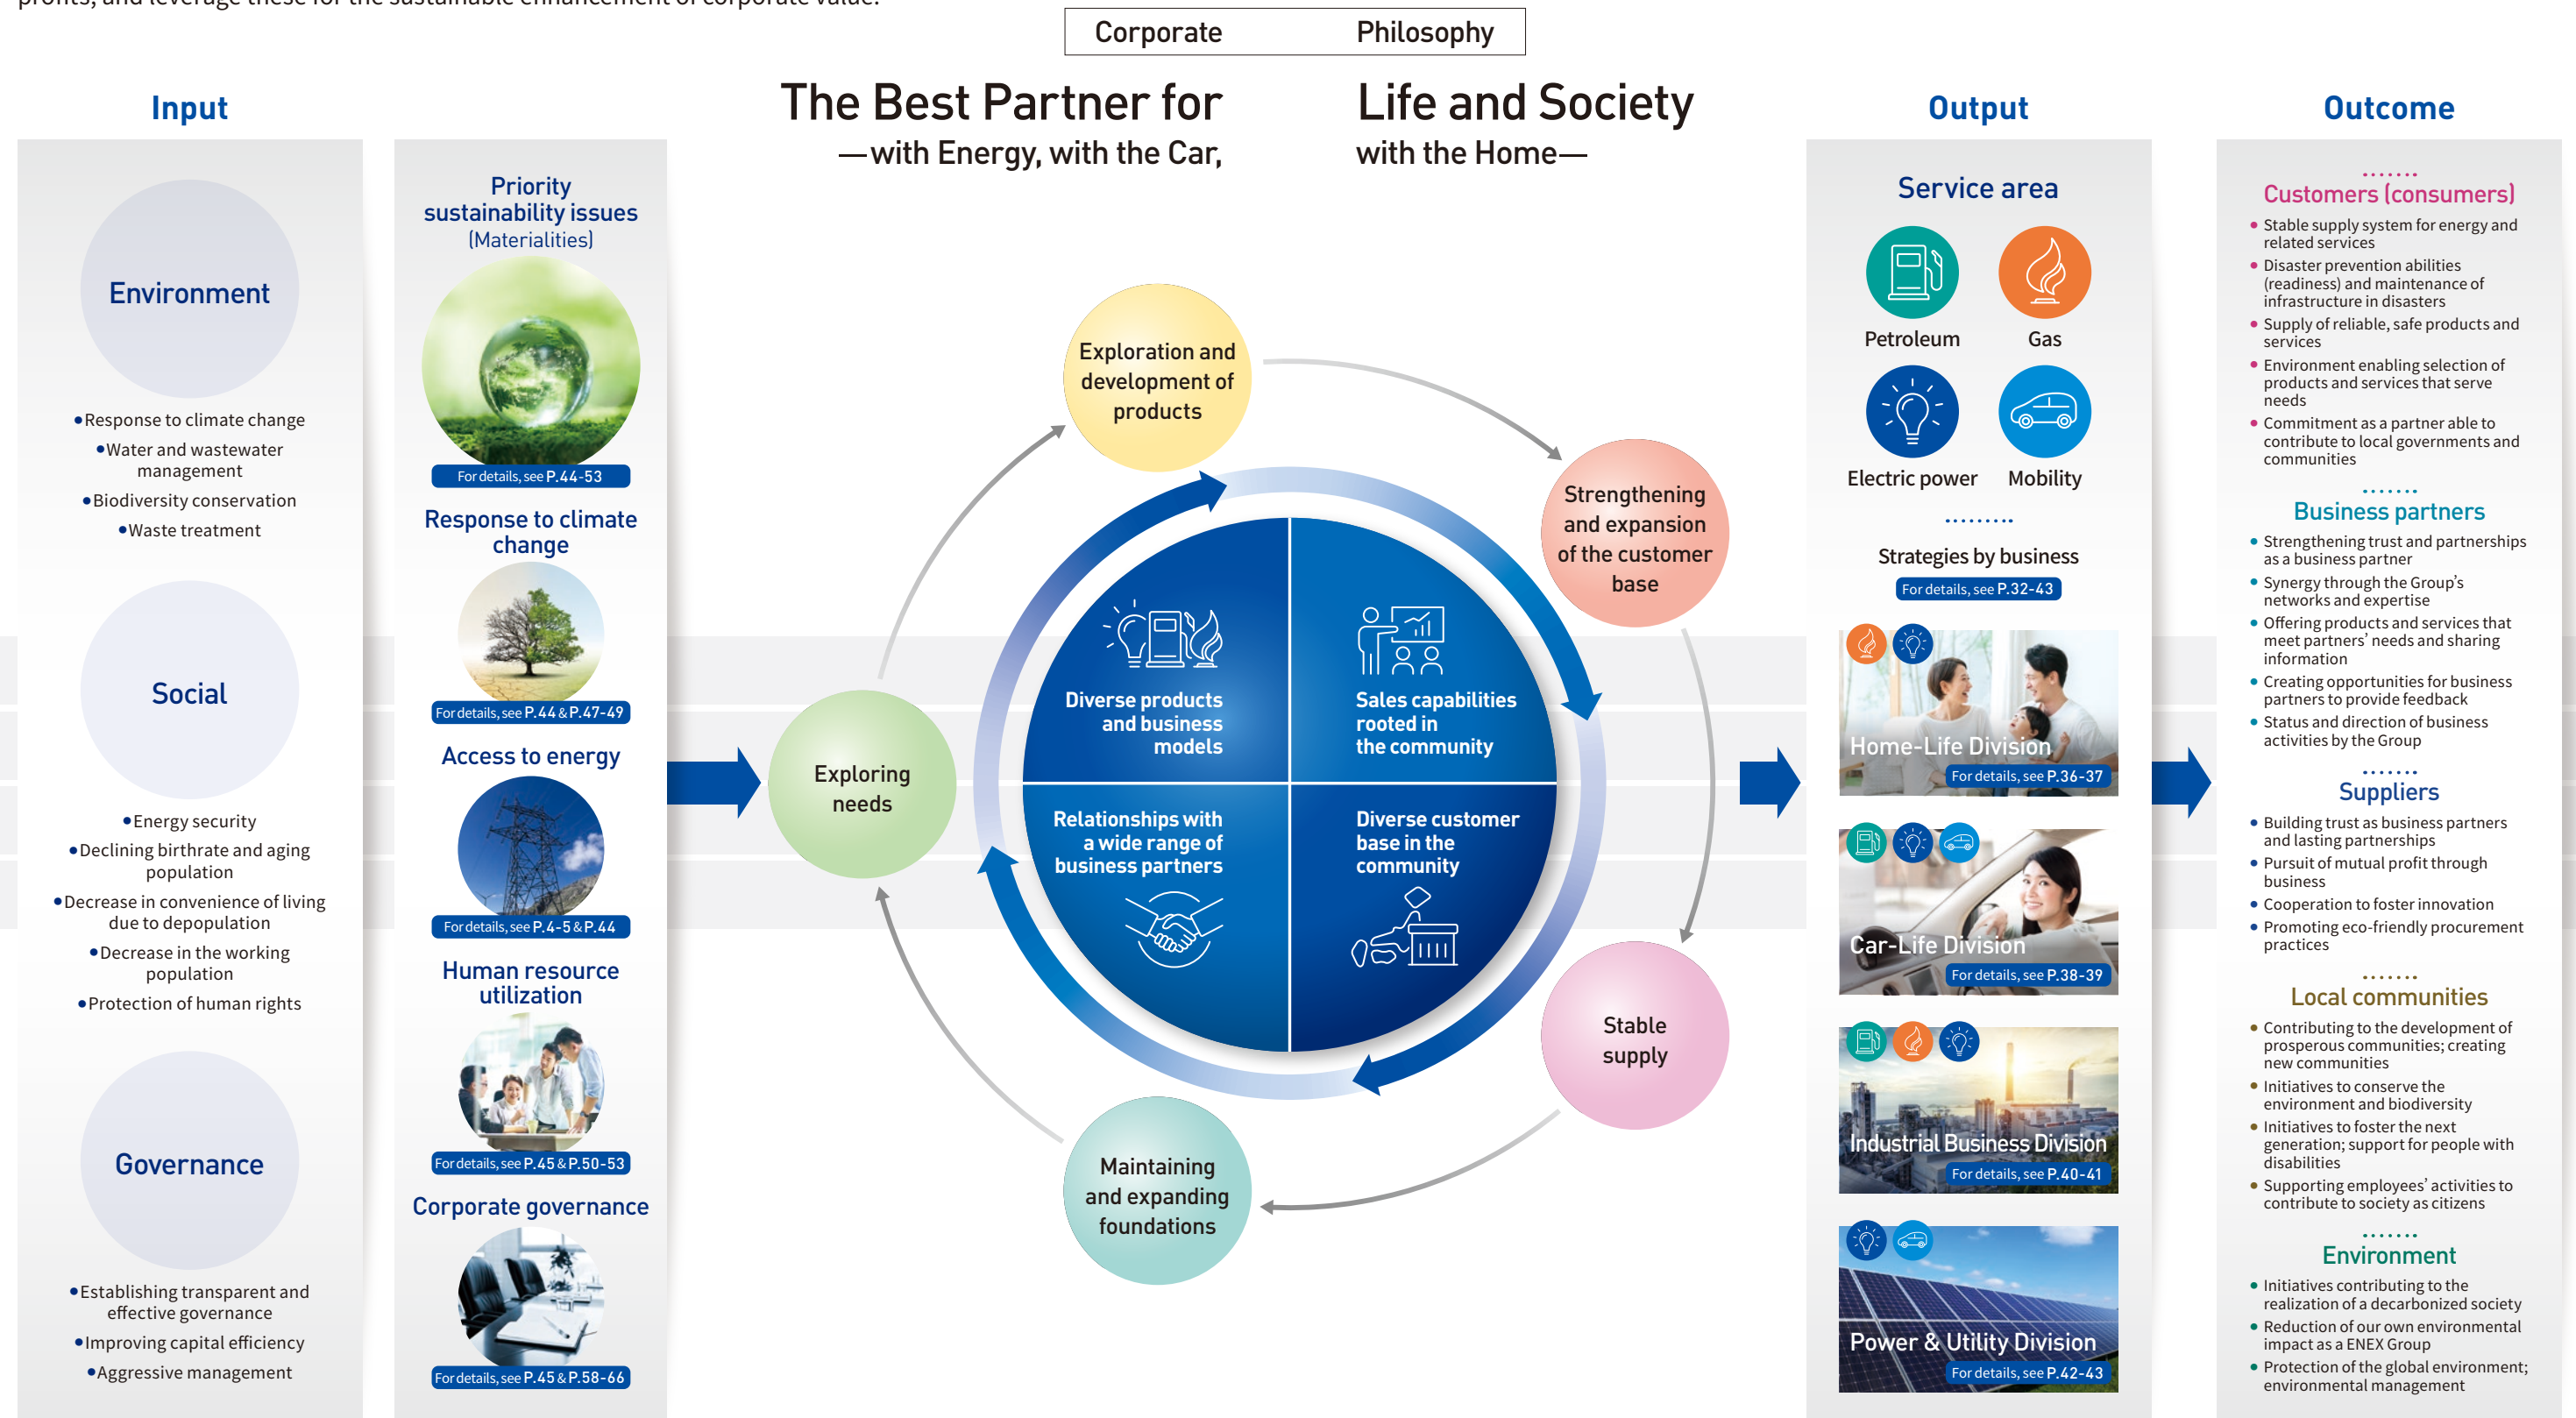 profits, and leverage these for the sustainable enhancement of corporate value.
Corporate Philosophy
The Best Partner for Life and Society
—with Energy, with the Car, with the Home—
Input
Environment
•Response to climate change
•Water and wastewater
management
•Biodiversity conservation
•Waste treatment
Social
•Energy security
•Declining birthrate and aging
population
•Decrease in convenience of living
due to depopulation
•Decrease in the working
population
•Protection of human rights
Governance
•Establishing transparent and
effective governance
•Improving capital efficiency
•Aggressive management
Priority
sustainability issues
(Materialities)
For details, see P.44-53
Response to climate
change
For details, see P.44 & P.47-49
Access to energy
For details, see P.4-5 & P.44
Human resource
utilization
For details, see P.45 & P.50-53
Corporate governance
For details, see P.45 & P.58-66
Exploring
needs
Exploration and
development of
products
Strengthening
and expansion
of the customer
base
Stable
supply
Maintaining
and expanding
foundations
Diverse products
and business
models
Sales capabilities
rooted in
the community
Relationships with
a wide range of
business partners
Diverse customer
base in the
community
Output
Service area
Petroleum
Gas
Electric power
Mobility
Strategies by business
For details, see P.32-43
Home-Life Division
For details, see P.36-37
Car-Life Division
For details, see P.38-39
Industrial Business Division
For details, see P.40-41
Power & Utility Division
For details, see P.42-43
Outcome
Customers (consumers)
• Stable supply system for energy and
related services
• Disaster prevention abilities
(readiness) and maintenance of
infrastructure in disasters
• Supply of reliable, safe products and
services
• Environment enabling selection of
products and services that serve
needs
• Commitment as a partner able to
contribute to local governments and
communities
Business partners
• Strengthening trust and partnerships
as a business partner
• Synergy through the Group's
networks and expertise
• Offering products and services that
meet partners' needs and sharing
information
• Creating opportunities for business
partners to provide feedback
• Status and direction of business
activities by the Group
Suppliers
• Building trust as business partners
and lasting partnerships
• Pursuit of mutual profit through
business
• Cooperation to foster innovation
• Promoting eco-friendly procurement
practices
Local communities
• Contributing to the development of
prosperous communities; creating
new communities
• Initiatives to conserve the
environment and biodiversity
• Initiatives to foster the next
generation; support for people with
disabilities
• Supporting employees' activities to
contribute to society as citizens
Environment
• Initiatives contributing to the
realization of a decarbonized society
• Reduction of our own environmental
impact as a ENEX Group
• Protection of the global environment;
environmental management